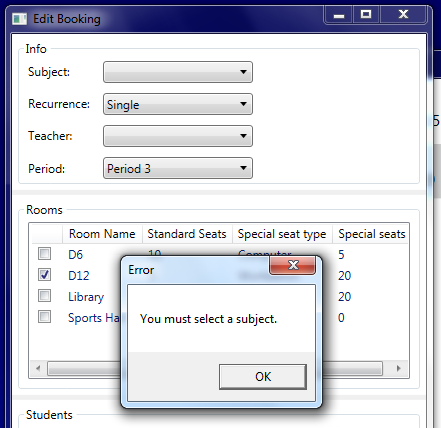 Edit Booking
Info
Subject:
Recurrence: Single
Teacher:
Period: Period 3
Rooms
Room Name Standard Seats Special seat type Special seats
D6 10 Computer 5
D12 20
Library 20
Sports Ha 0
Error
You must select a subject.
OK
Students
5